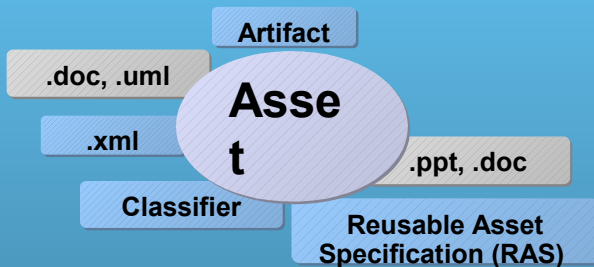 Artifact
.doc, .uml
Asse
t
.xml
.ppt, .doc
Classifier
Reusable Asset
Specification (RAS)